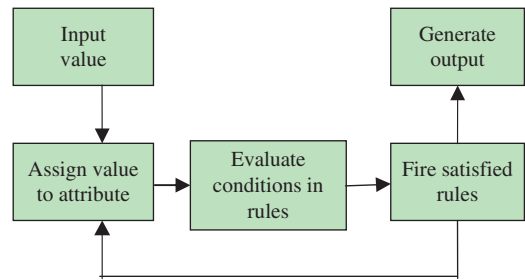 Input
value
Generate
output
Assign value
to attribute
Evaluate
conditions in
rules
Fire satisfied
rules